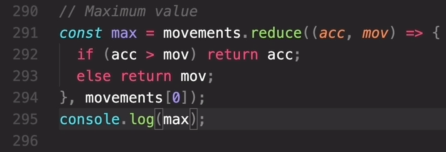 290 // Maximum value
291 const max = movements.reduce((acc, mov) => {
292 if (acc > mov) return acc;
293 else return mov;
294 }, movements[0]);
295 console.log(max);
296